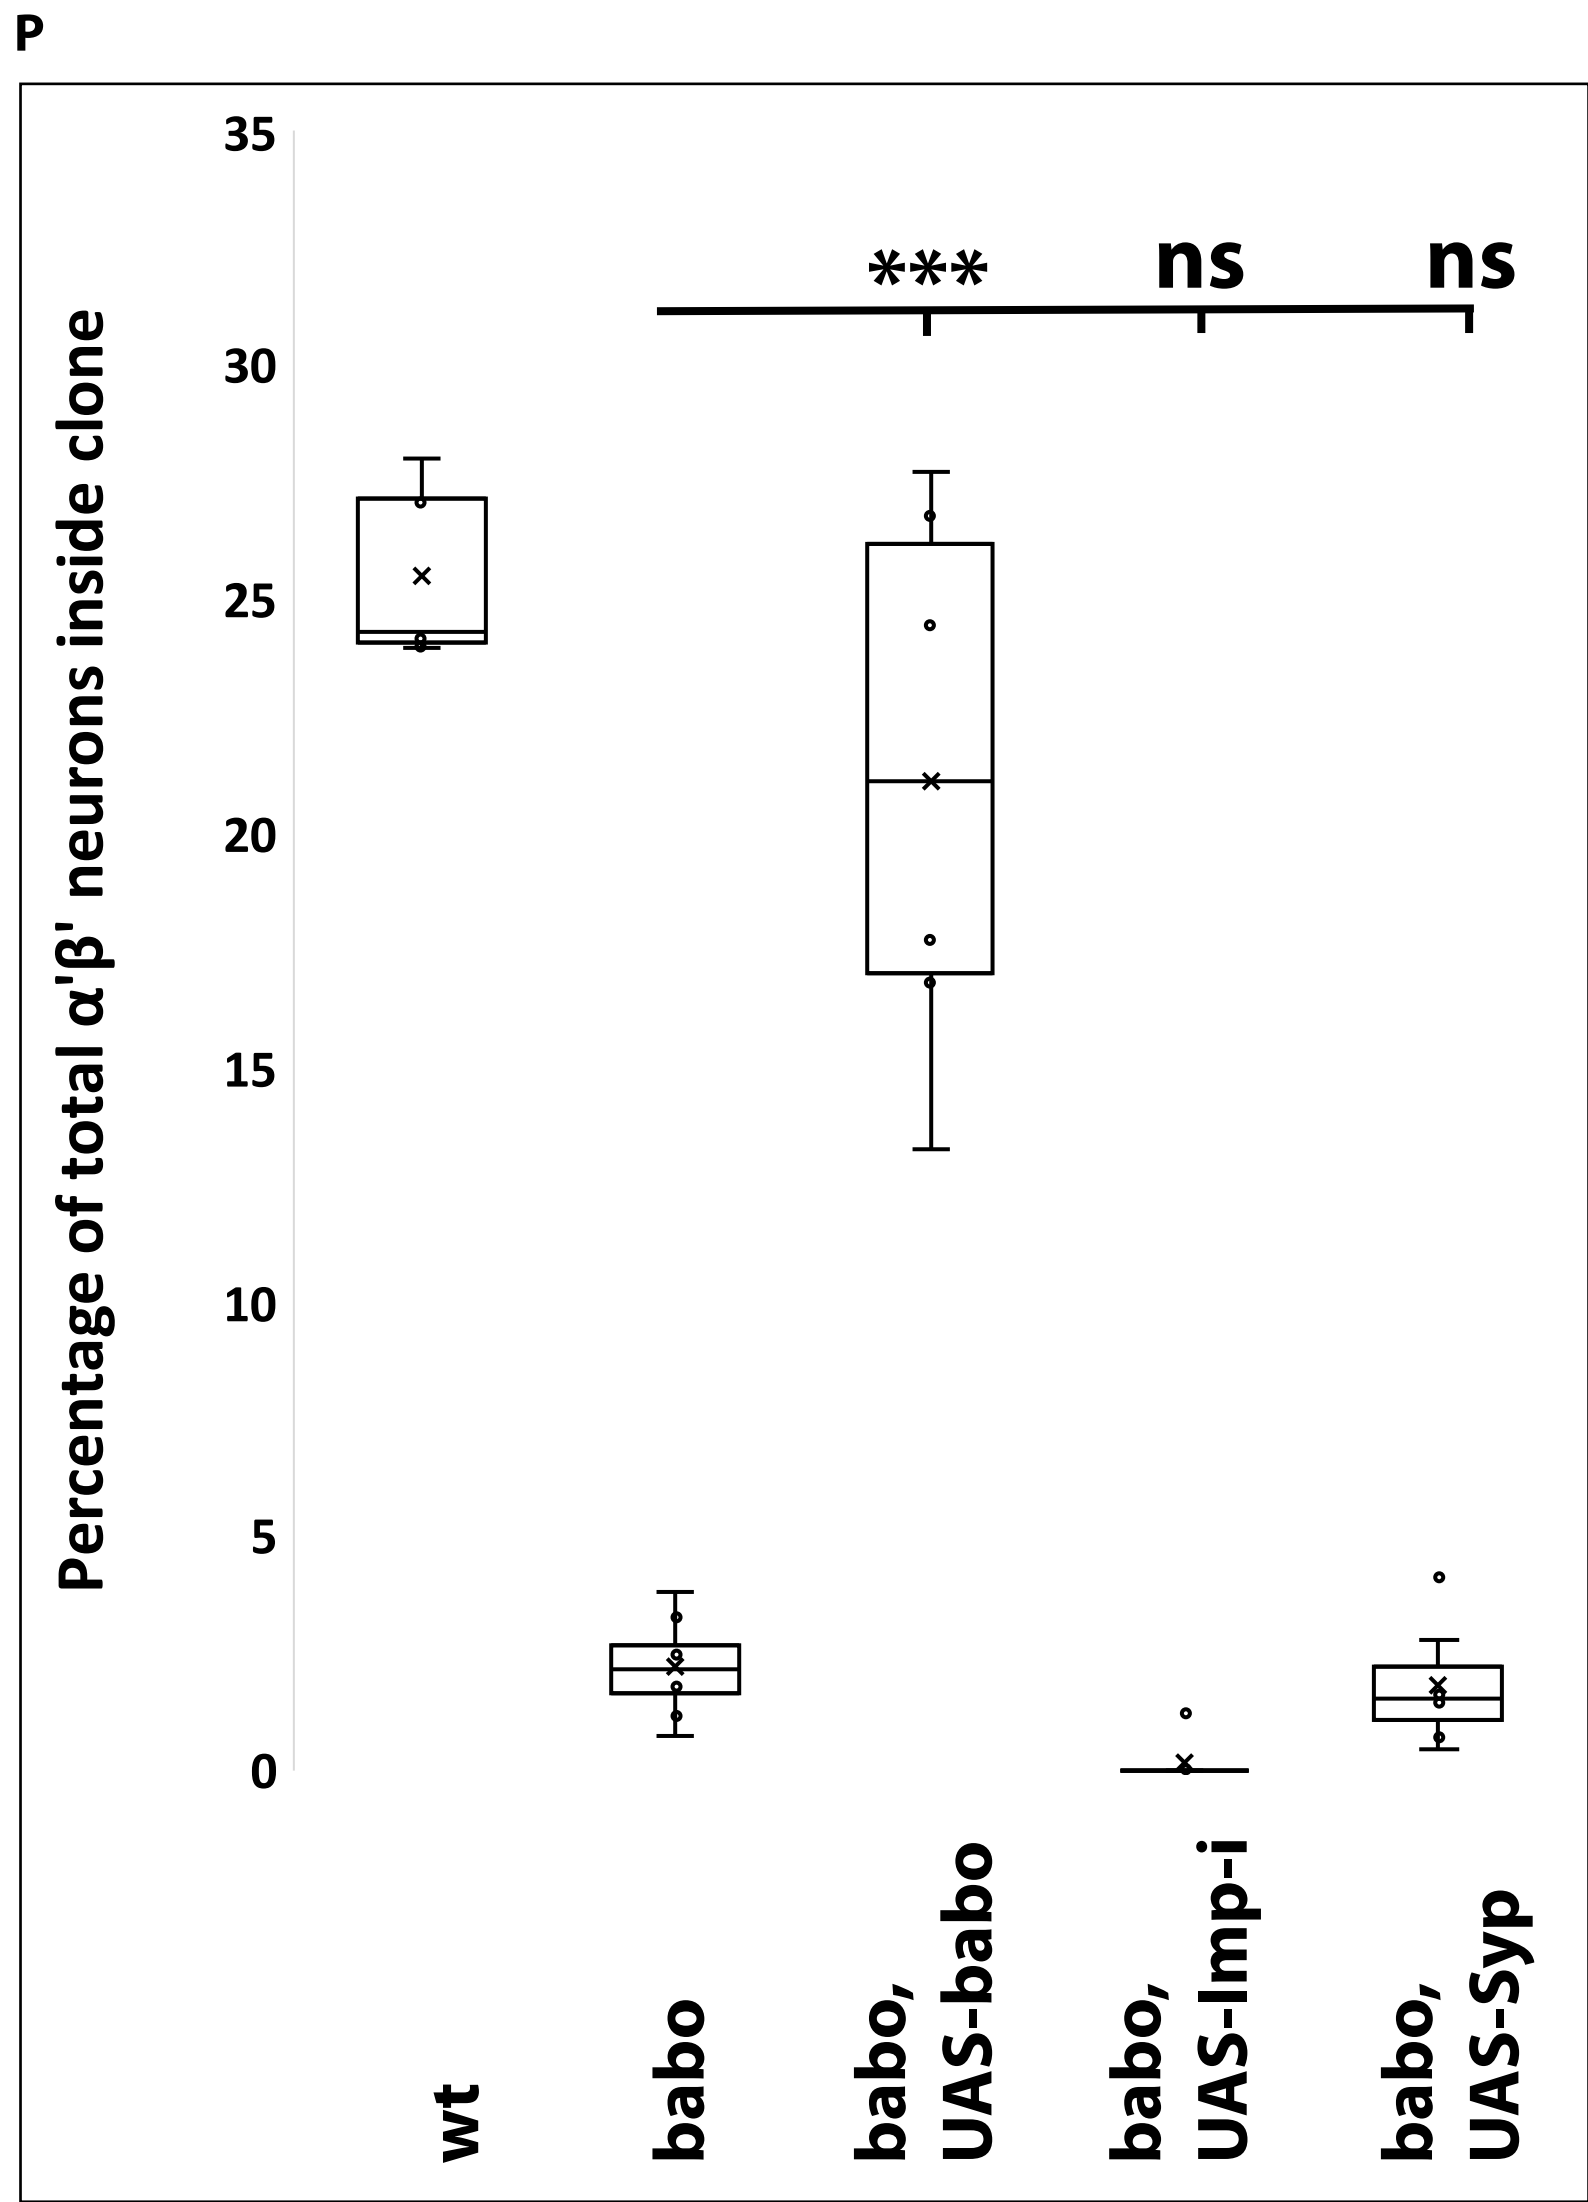 P
Percentage of total α'β' neurons inside clone
35
30
25
20
15
10
5
0
*** ns ns
wt
babo
babo,
UAS-babo
babo,
UAS-Imp-i
babo,
UAS-Syp